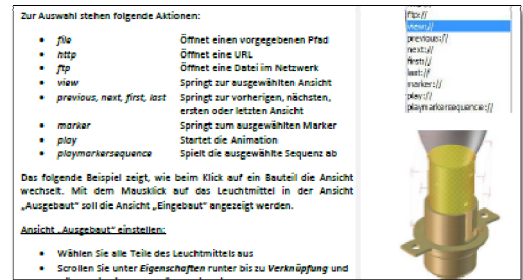 Zur Auswahl stehen folgende Aktionen:
• file Öffnet einen vorgegebenen Pfad
• http Öffnet eine URL
• ftp Öffnet eine Datei im Netzwerk
• view Springt zur ausgewählten Ansicht
• previous, next, first, last Springt zur vorherigen, nächsten,
ersten oder letzten Ansicht
• marker Springt zum ausgewählten Marker
• play Startet die Animation
• playmarkersequence Spielt die ausgewählte Sequenz ab
Das folgende Beispiel zeigt, wie beim Klick auf ein Bauteil die Ansicht
wechselt. Mit dem Mausklick auf das Leuchtmittel in der Ansicht
„Ausgebaut“ soll die Ansicht „Eingebaut“ angezeigt werden.
Ansicht „Ausgebaut“ einstellen:
• Wählen Sie alle Teile des Leuchtmittels aus
• Scrollen Sie unter Eigenschaften runter bis zu Verknüpfung und
ftp://
view://
previous://
next://
first://
last://
marker://
play://
playmarkersequence://